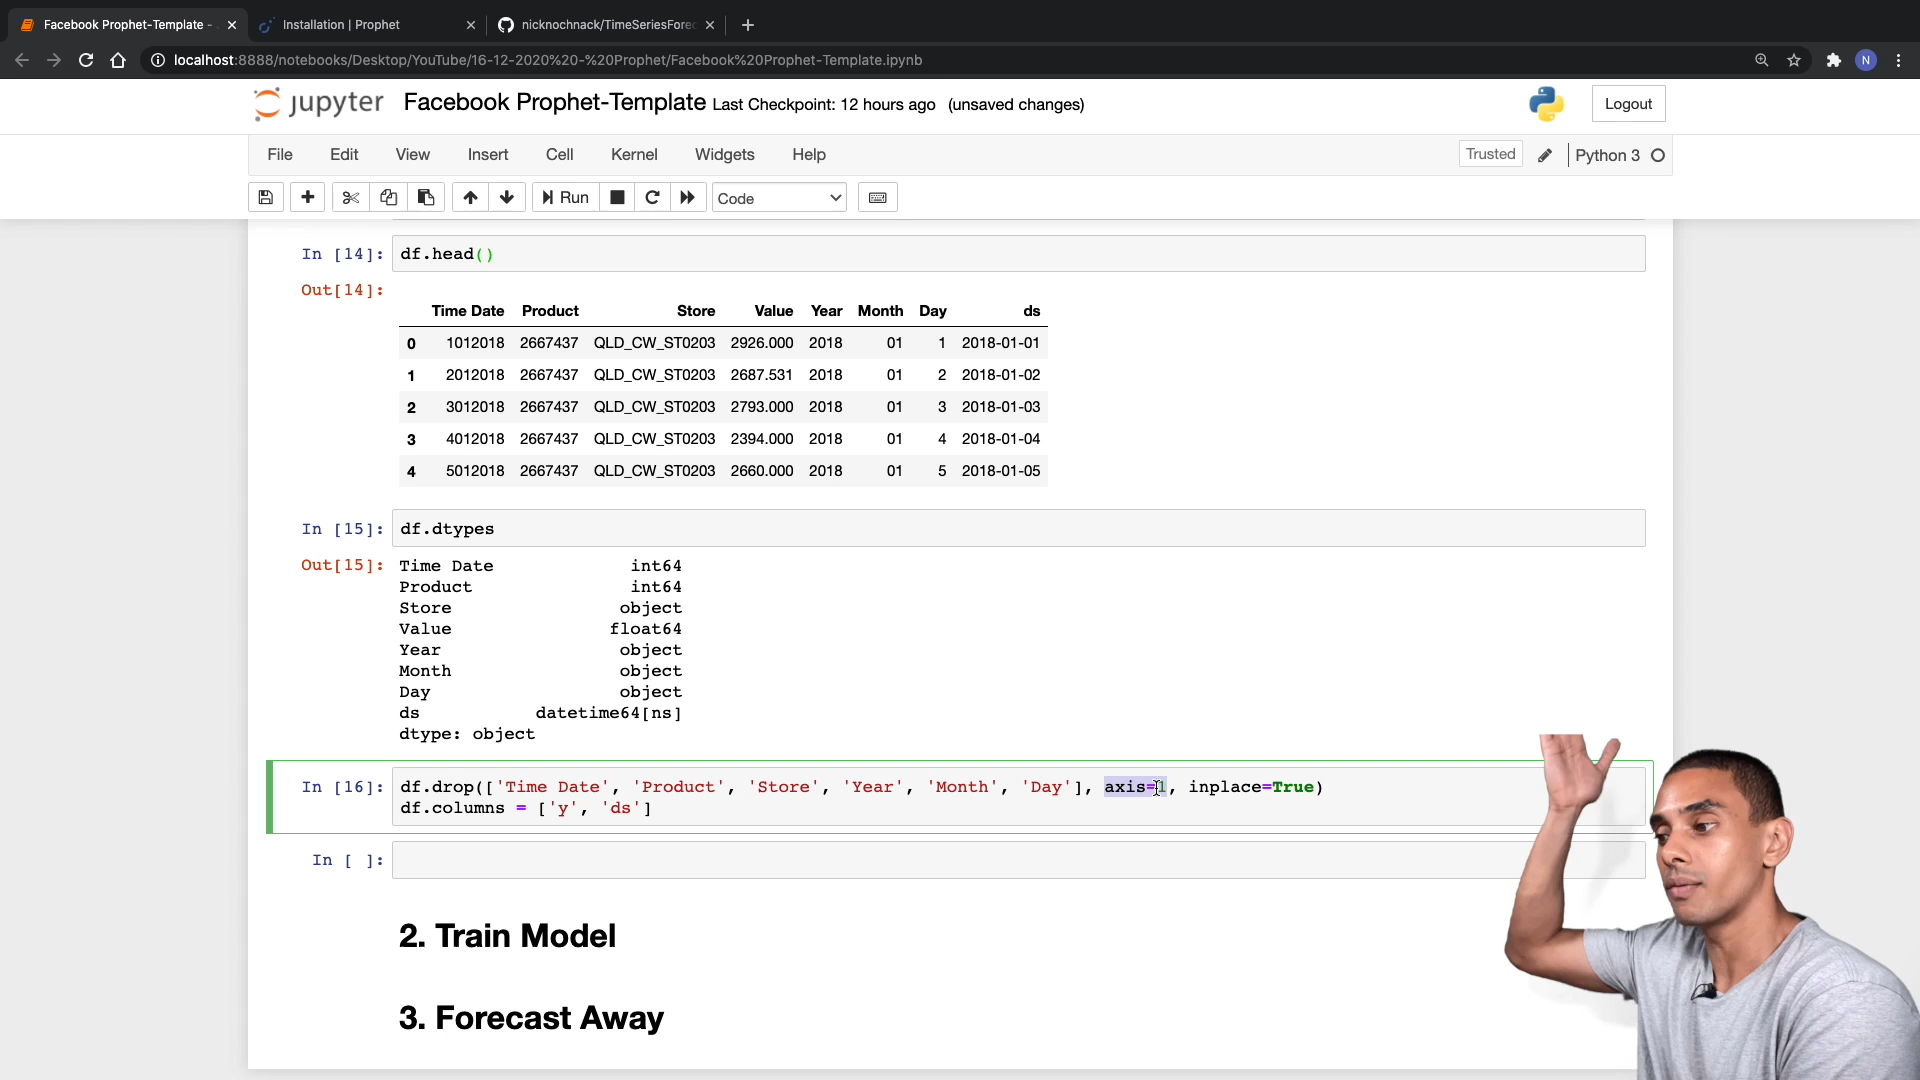 Facebook Prophet-Template -
Installation | Prophet
nicknochnack/TimeSeriesForec
localhost:8888/notebooks/Desktop/YouTube/16-12-2020%20-%20Prophet/Facebook%20Prophet-Template.ipynb
N
jupyter Facebook Prophet-Template Last Checkpoint: 12 hours ago (unsaved changes)
Logout
File Edit View Insert Cell Kernel Widgets Help
Trusted Python 3
Run Code
In [14]: df.head()
Out[14]:
Time Date Product Store Value Year Month Day ds
0 1012018 2667437 QLD_CW_ST0203 2926.000 2018 01 1 2018-01-01
1 2012018 2667437 QLD_CW_ST0203 2687.531 2018 01 2 2018-01-02
2 3012018 2667437 QLD_CW_ST0203 2793.000 2018 01 3 2018-01-03
3 4012018 2667437 QLD_CW_ST0203 2394.000 2018 01 4 2018-01-04
4 5012018 2667437 QLD_CW_ST0203 2660.000 2018 01 5 2018-01-05
In [15]: df.dtypes
Out[15]: Time Date int64
Product int64
Store object
Value float64
Year object
Month object
Day object
ds datetime64[ns]
dtype: object
In [16]: df.drop(['Time Date', 'Product', 'Store', 'Year', 'Month', 'Day'], axis=1, inplace=True)
df.columns = ['y', 'ds']
In [ ]:
2. Train Model
3. Forecast Away